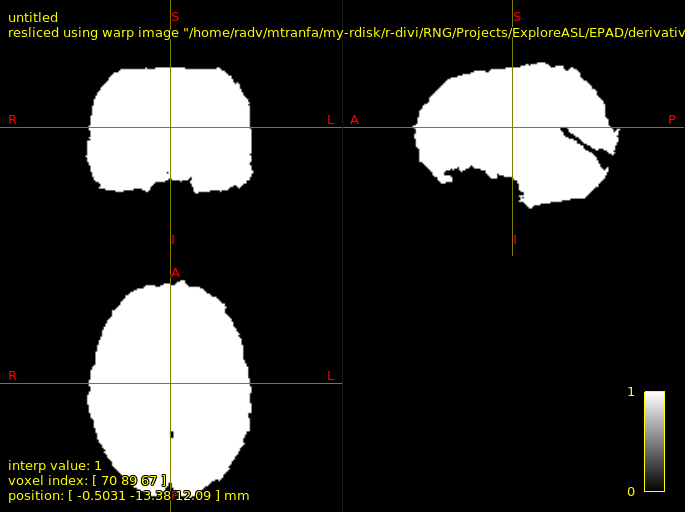 untitled
resliced using warp image "/home/radv/mtranfa/my-rdisk/r-divi/RNG/Projects/ExploreASL/EPAD/derivativ
S
S
R
L
A
P
I
I
A
R
L
1
interp value: 1
voxel index: [ 70 89 67 ]
position: [ -0.5031 -13.38 12.09 ] mm
0